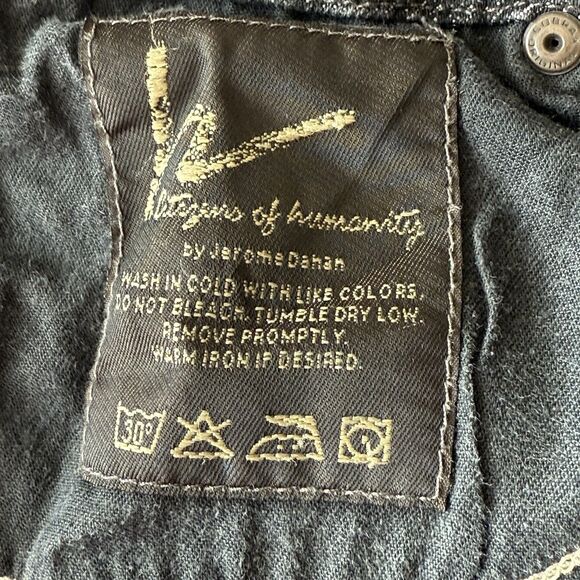 Citizens of humanity
by Jerome Dahan
WASH IN COLD WITH LIKE COLORS.
DO NOT BLEACH. TUMBLE DRY LOW.
REMOVE PROMPTLY.
WARM IRON IF DESIRED.
30°